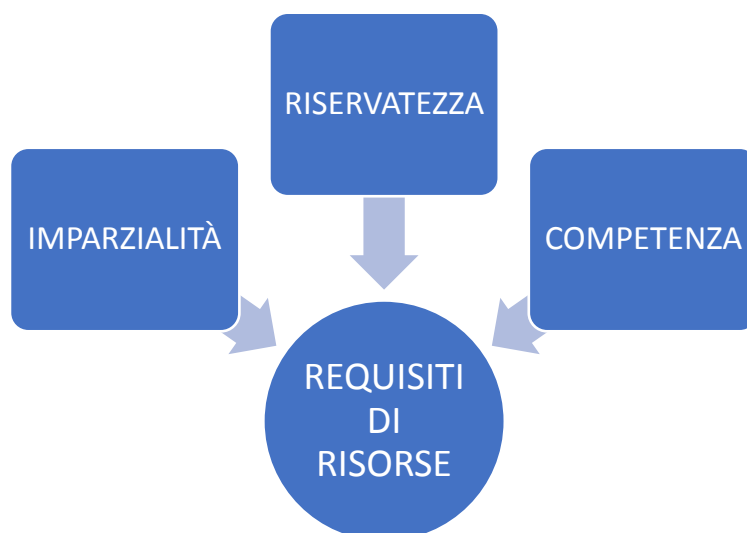 RISERVATEZZA
IMPARZIALITÀ
COMPETENZA
REQUISITI
DI
RISORSE